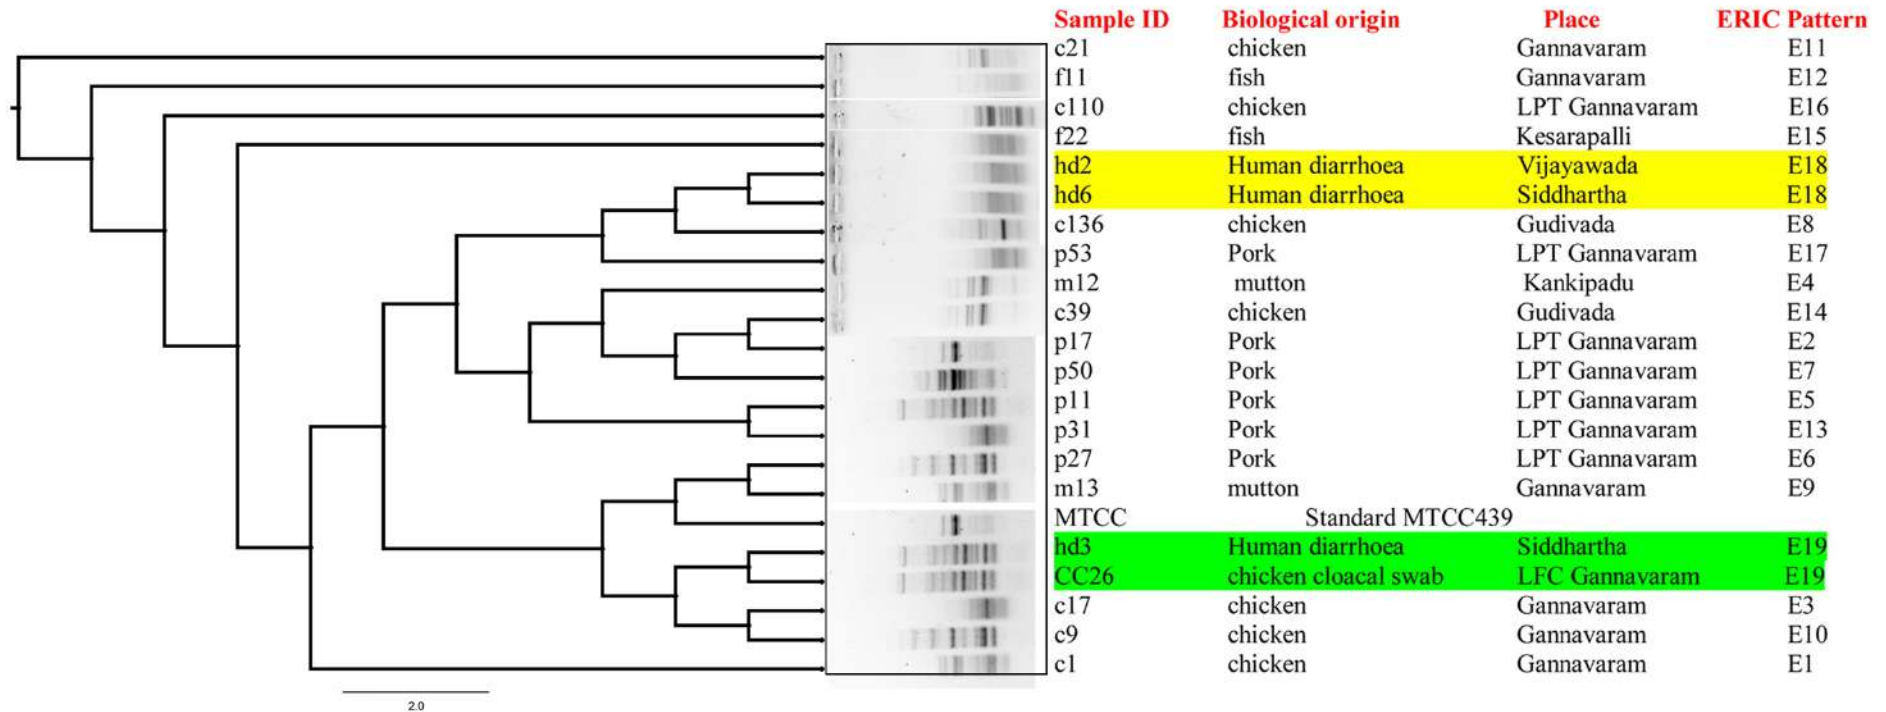 Sample ID Biological origin Place ERIC Pattern
c21 chicken Gannavaram E11
f11 fish Gannavaram E12
c110 chicken LPT Gannavaram E16
f22 fish Kesarapalli E15
hd2 Human diarrhoea Vijayawada E18
hd6 Human diarrhoea Siddhartha E18
c136 chicken Gudivada E8
p53 Pork LPT Gannavaram E17
m12 mutton Kankipadu E4
c39 chicken Gudivada E14
p17 Pork LPT Gannavaram E2
p50 Pork LPT Gannavaram E7
p11 Pork LPT Gannavaram E5
p31 Pork LPT Gannavaram E13
p27 Pork LPT Gannavaram E6
m13 mutton Gannavaram E9
MTCC Standard MTCC439
hd3 Human diarrhoea Siddhartha E19
CC26 chicken cloacal swab LFC Gannavaram E19
c17 chicken Gannavaram E3
c9 chicken Gannavaram E10
c1 chicken Gannavaram E1
2.0